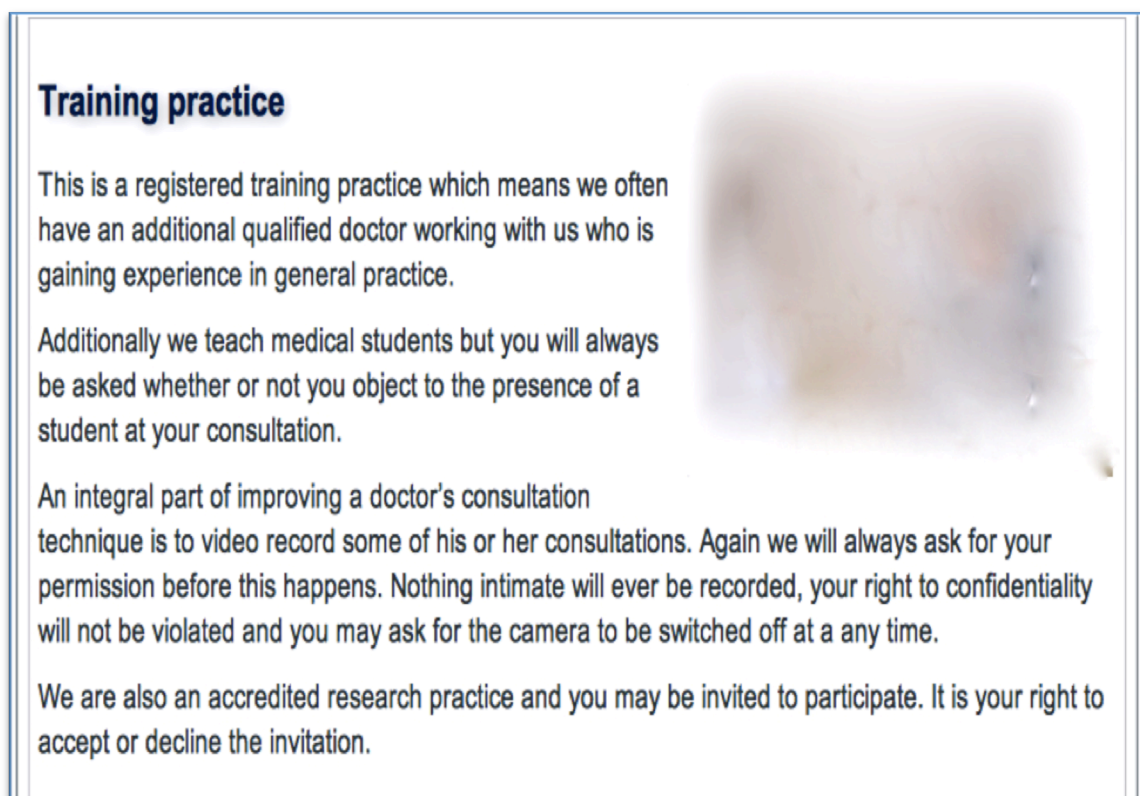 Training practice
This is a registered training practice which means we often
have an additional qualified doctor working with us who is
gaining experience in general practice.
Additionally we teach medical students but you will always
be asked whether or not you object to the presence of a
student at your consultation.
An integral part of improving a doctor’s consultation
technique is to video record some of his or her consultations. Again we will always ask for your
permission before this happens. Nothing intimate will ever be recorded, your right to confidentiality
will not be violated and you may ask for the camera to be switched off at a any time.
We are also an accredited research practice and you may be invited to participate. It is your right to
accept or decline the invitation.